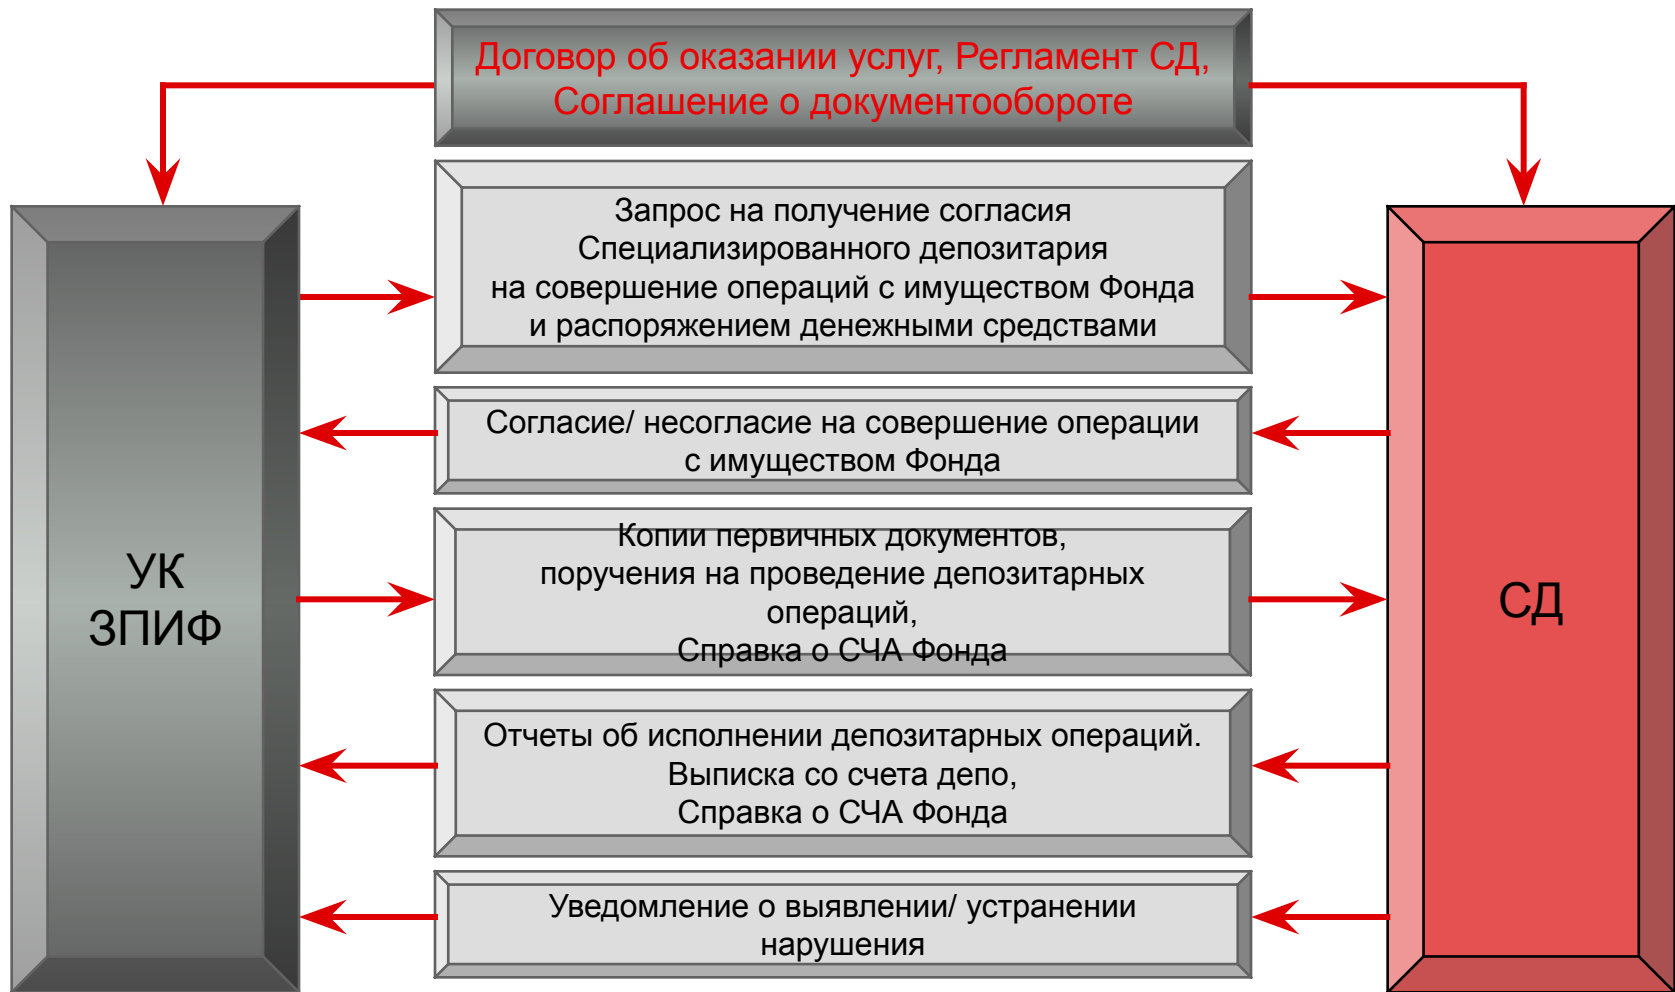 Договор об оказании услуг, Регламент СД,
Соглашение о документообороте
Запрос на получение согласия
Специализированного депозитария
на совершение операций с имуществом Фонда
и распоряжением денежными средствами
Согласие/ несогласие на совершение операции
с имуществом Фонда
УК
ЗПИФ
Копии первичных документов,
поручения на проведение депозитарных
операций,
Справка о СЧА Фонда
СД
Отчеты об исполнении депозитарных операций.
Выписка со счета депо,
Справка о СЧА Фонда
Уведомление о выявлении/ устранении
нарушения